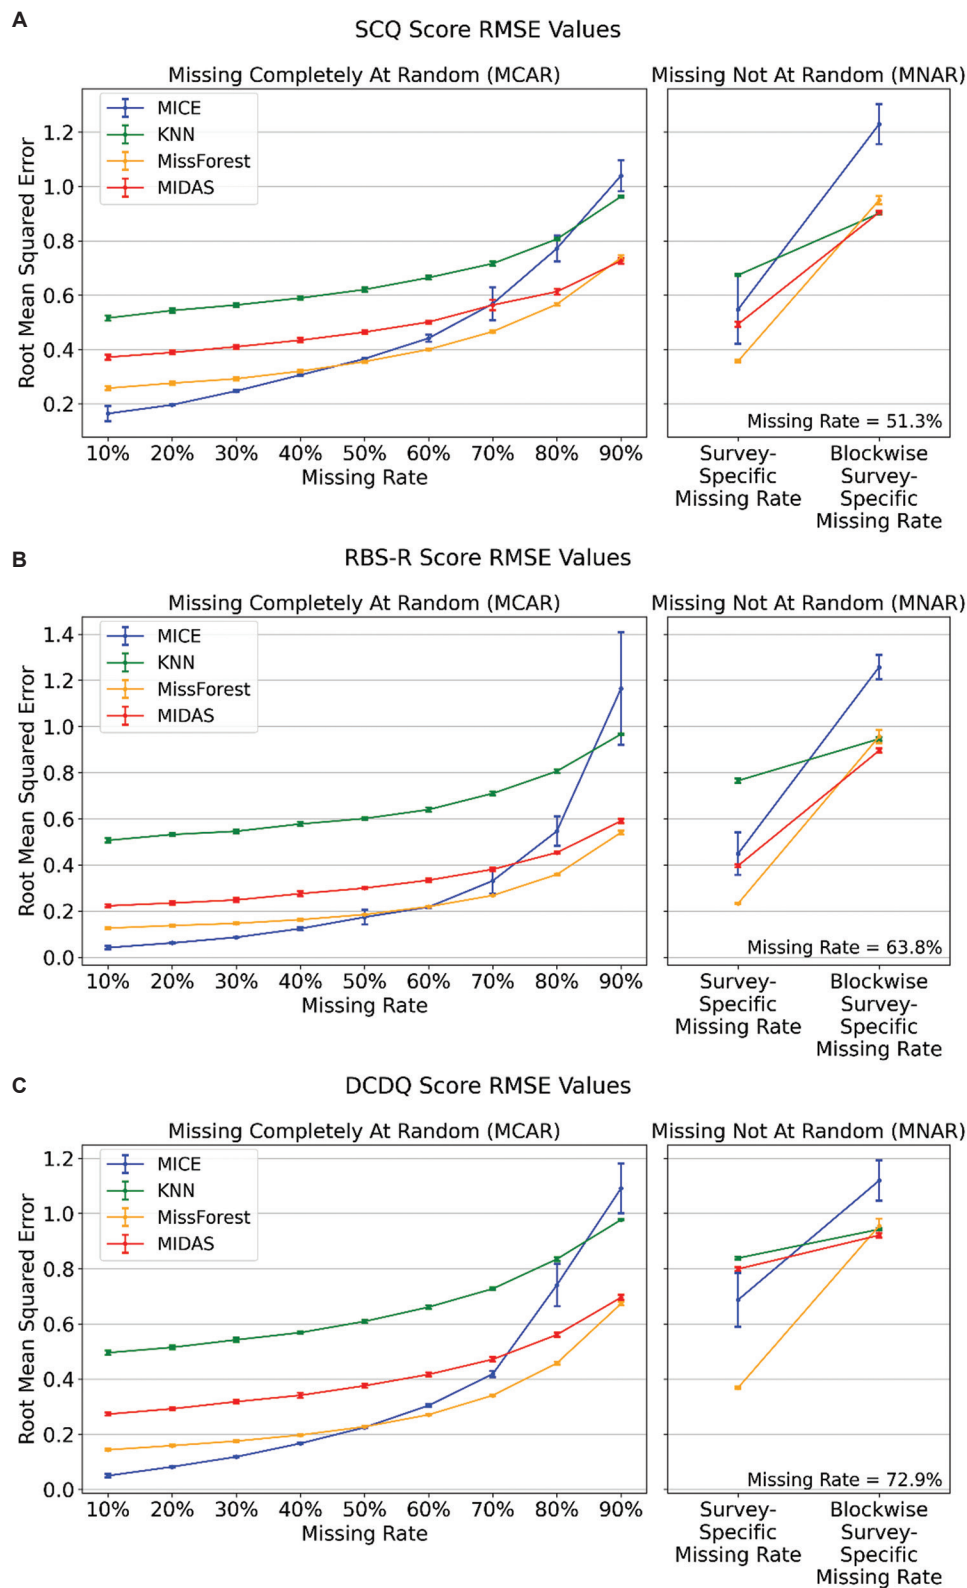 A
SCQ Score RMSE Values
Missing Completely At Random (MCAR)
Missing Not At Random (MNAR)
MICE
KNN
MissForest
MIDAS
Root Mean Squared Error
1.2
1.0
0.8
0.6
0.4
0.2
10% 20% 30% 40% 50% 60% 70% 80% 90%
Missing Rate
Missing Rate = 51.3%
Survey-
Specific
Missing Rate
Blockwise
Survey-
Specific
Missing Rate
B
RBS-R Score RMSE Values
Missing Completely At Random (MCAR)
Missing Not At Random (MNAR)
MICE
KNN
MissForest
MIDAS
Root Mean Squared Error
1.4
1.2
1.0
0.8
0.6
0.4
0.2
0.0
10% 20% 30% 40% 50% 60% 70% 80% 90%
Missing Rate
Missing Rate = 63.8%
Survey-
Specific
Missing Rate
Blockwise
Survey-
Specific
Missing Rate
C
DCDQ Score RMSE Values
Missing Completely At Random (MCAR)
Missing Not At Random (MNAR)
MICE
KNN
MissForest
MIDAS
Root Mean Squared Error
1.2
1.0
0.8
0.6
0.4
0.2
0.0
10% 20% 30% 40% 50% 60% 70% 80% 90%
Missing Rate
Missing Rate = 72.9%
Survey-
Specific
Missing Rate
Blockwise
Survey-
Specific
Missing Rate